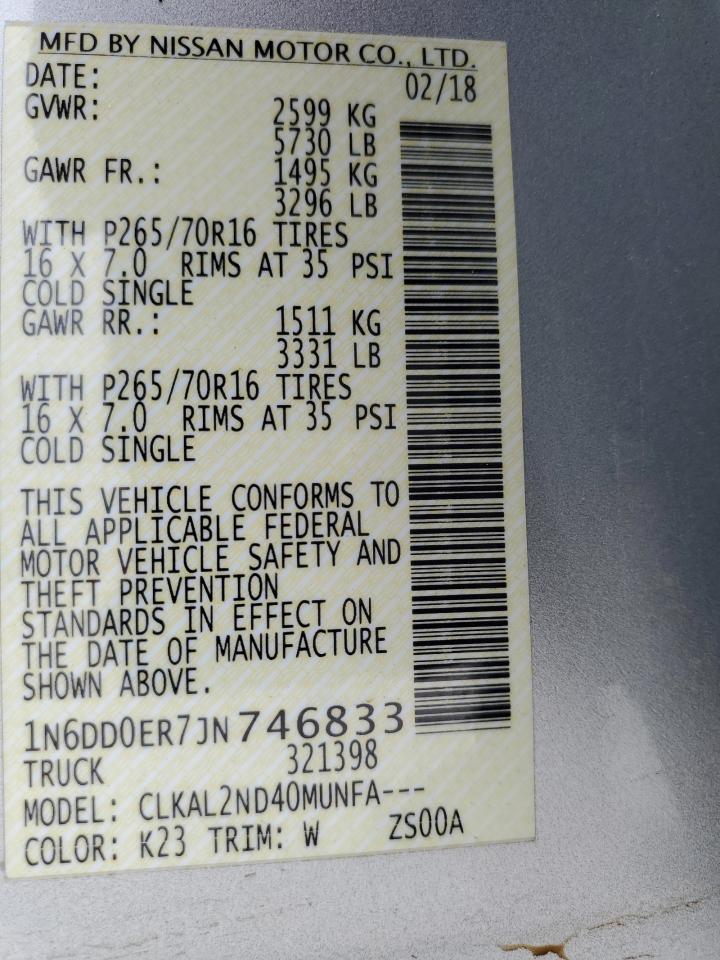 MFD BY NISSAN MOTOR CO., LTD.
DATE: 02/18
GVWR: 2599 KG
5730 LB
GAWR FR.: 1495 KG
3296 LB
WITH P265/70R16 TIRES
16 X 7.0 RIMS AT 35 PSI
COLD SINGLE
GAWR RR.: 1511 KG
3331 LB
WITH P265/70R16 TIRES
16 X 7.0 RIMS AT 35 PSI
COLD SINGLE
THIS VEHICLE CONFORMS TO
ALL APPLICABLE FEDERAL
MOTOR VEHICLE SAFETY AND
THEFT PREVENTION
STANDARDS IN EFFECT ON
THE DATE OF MANUFACTURE
SHOWN ABOVE.
1N6DD0ER7JN746833
TRUCK 321398
MODEL: CLKAL2ND40MUNFA---
COLOR: K23 TRIM: W ZS00A